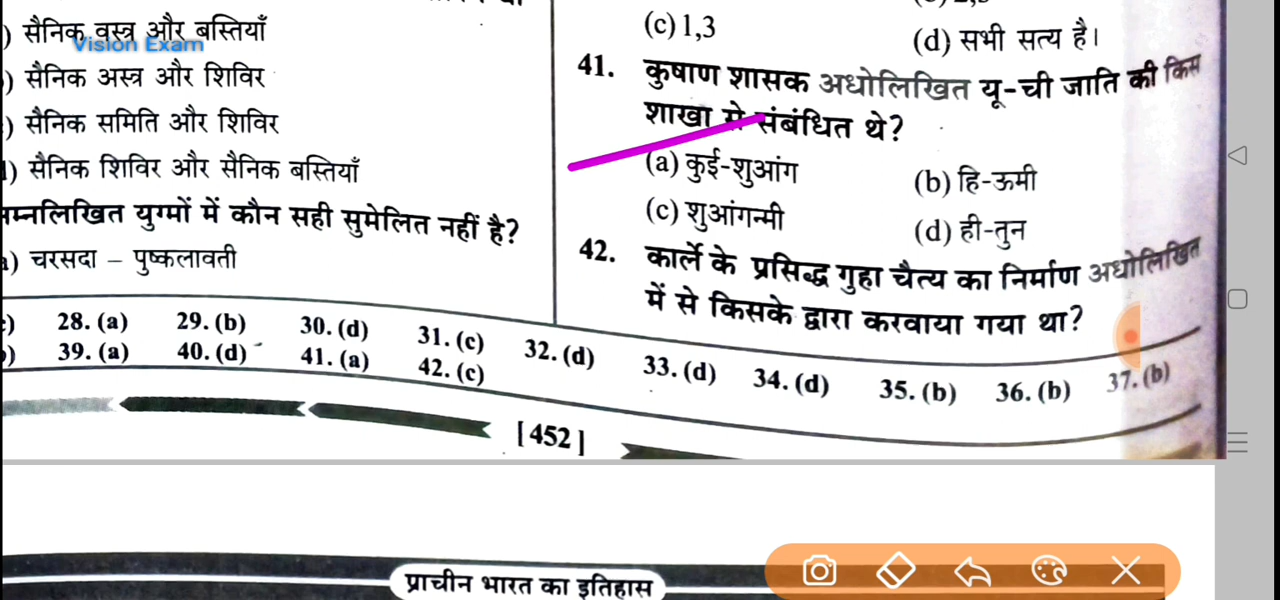 ) सैनिक वस्त्र और बस्तियाँ
Vision Exam
) सैनिक अस्त्र और शिविर
) सैनिक समिति और शिविर
) सैनिक शिविर और सैनिक बस्तियाँ
निम्नलिखित युग्मों में कौन सही सुमेलित नहीं है?
) चरसदा – पुष्कलावती
(c) 1,3
(d) सभी सत्य है।
41. कुषाण शासक अधोलिखित यू-ची जाति की किस
शाखा से संबंधित थे?
(a) कुई-शुआंग (b) हि-ऊमी
(c) शुआंगन्मी (d) ही-तुन
42. कार्ले के प्रसिद्ध गुहा चैत्य का निर्माण अधोलिखित
में से किसके द्वारा करवाया गया था?
) 28. (a) 29. (b) 30. (d) 31. (c) 32. (d) 33. (d) 34. (d) 35. (b) 36. (b) 37. (b)
) 39. (a) 40. (d) 41. (a) 42. (c)
[452]
प्राचीन भारत का इतिहास